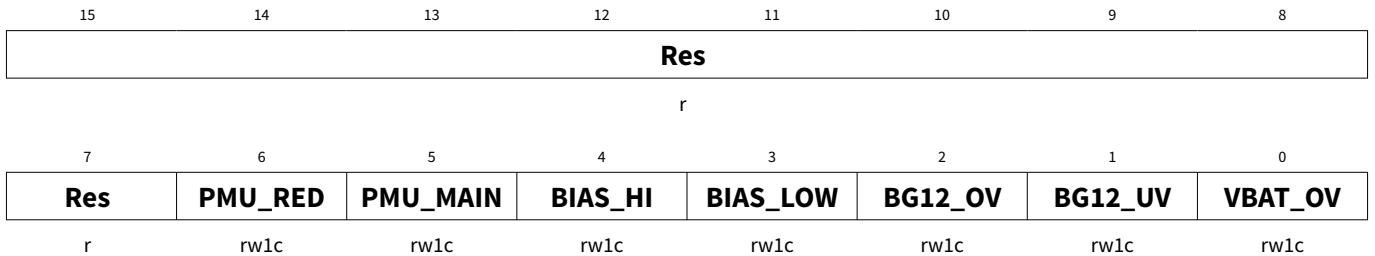 15 14 13 12 11 10 9 8
Res
r
7 6 5 4 3 2 1 0
Res PMU_RED PMU_MAIN BIAS_HI BIAS_LOW BG12_OV BG12_UV VBAT_OV
r rw1c rw1c rw1c rw1c rw1c rw1c rw1c